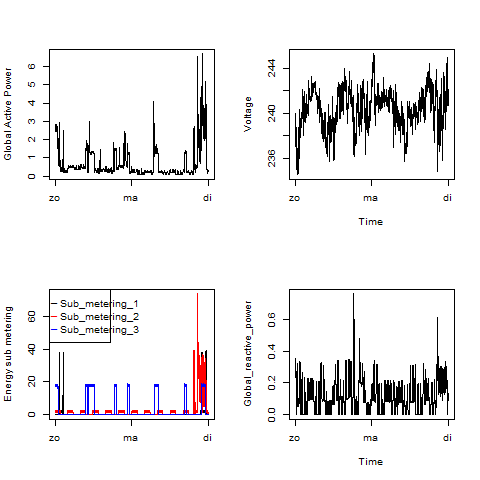 Global Active Power
6
5
4
3
2
1
0
zo ma di
Voltage
244
240
236
zo ma di
Time
Energy sub metering
60
40
20
0
Sub_metering_1
Sub_metering_2
Sub_metering_3
zo ma di
Global_reactive_power
0.6
0.4
0.2
0.0
zo ma di
Time